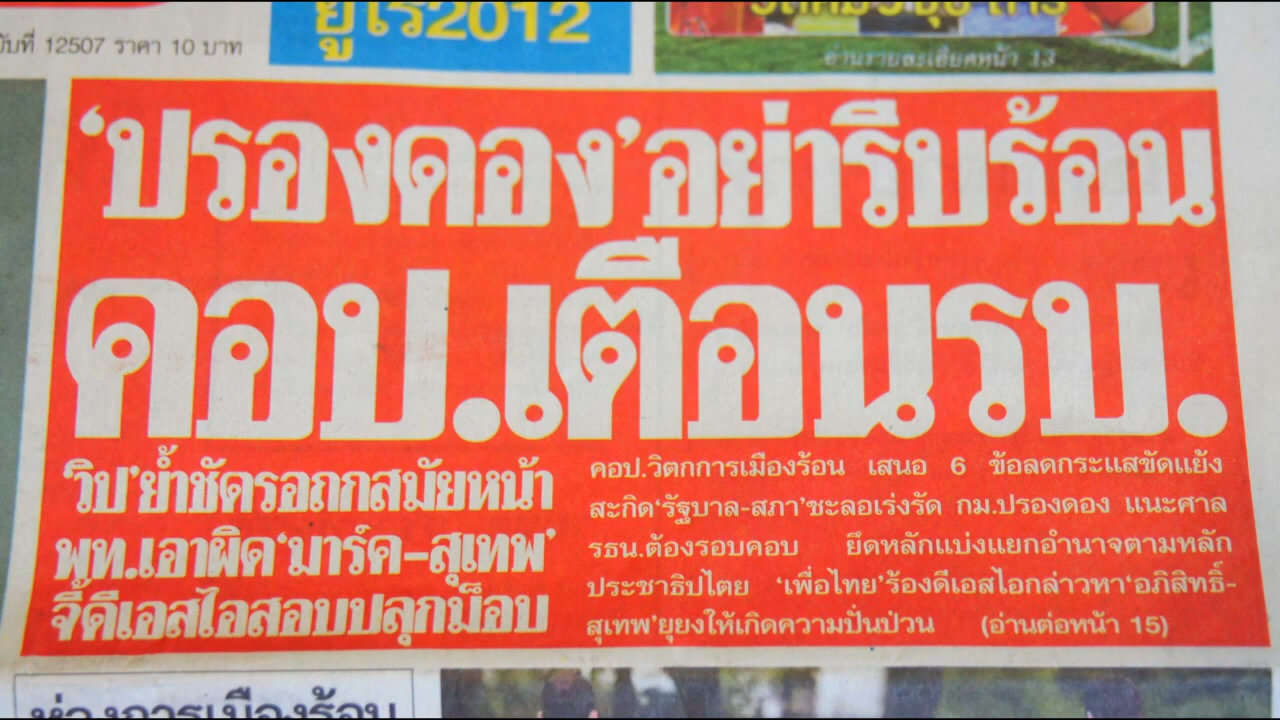 ยูโร2012
บับที่ 12507 ราคา 10 บาท
อ่านรายละเอียดหน้า 13
‘ปรองดอง’อย่ารีบร้อน
คอป.เตือนรบ.
‘วิป’ย้ำชัดรอถกสมัยหน้า
พท.เอาผิด‘มาร์ค-สุเทพ’
จี้ดีเอสไอสอบปลุกม็อบ
คอป.วิตกการเมืองร้อน เสนอ 6 ข้อลดกระแสขัดแย้ง
สะกิด‘รัฐบาล-สภา’ชะลอเร่งรัด กม.ปรองดอง แนะศาล
รธน.ต้องรอบคอบ ยึดหลักแบ่งแยกอำนาจตามหลัก
ประชาธิปไตย ‘เพื่อไทย’ร้องดีเอสไอกล่าวหา‘อภิสิทธิ์-
สุเทพ’ยุยงให้เกิดความปั่นป่วน (อ่านต่อหน้า 15)
ห่วงการเมืองร้อน